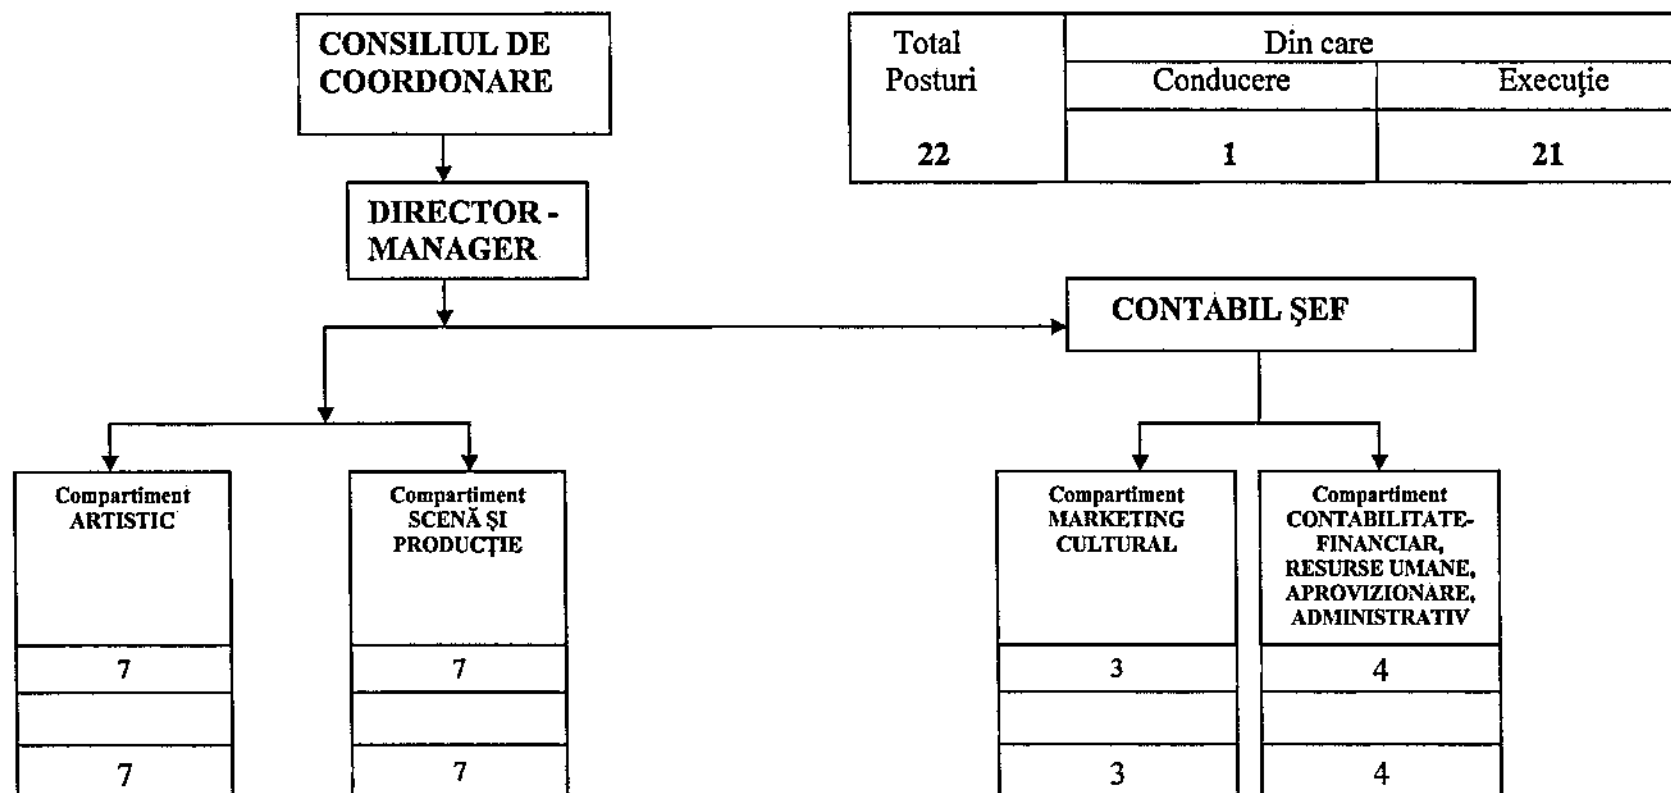 CONSILIUL DE
COORDONARE
Total
Posturi
Din care
Conducere
Execuţie
22
1
21
DIRECTOR -
MANAGER
CONTABIL ŞEF
Compartiment
ARTISTIC
Compartiment
SCENĂ ŞI
PRODUCŢIE
Compartiment
MARKETING
CULTURAL
Compartiment
CONTABILITATE-
FINANCIAR,
RESURSE UMANE,
APROVIZIONARE,
ADMINISTRATIV
7
7
3
4
7
7
3
4